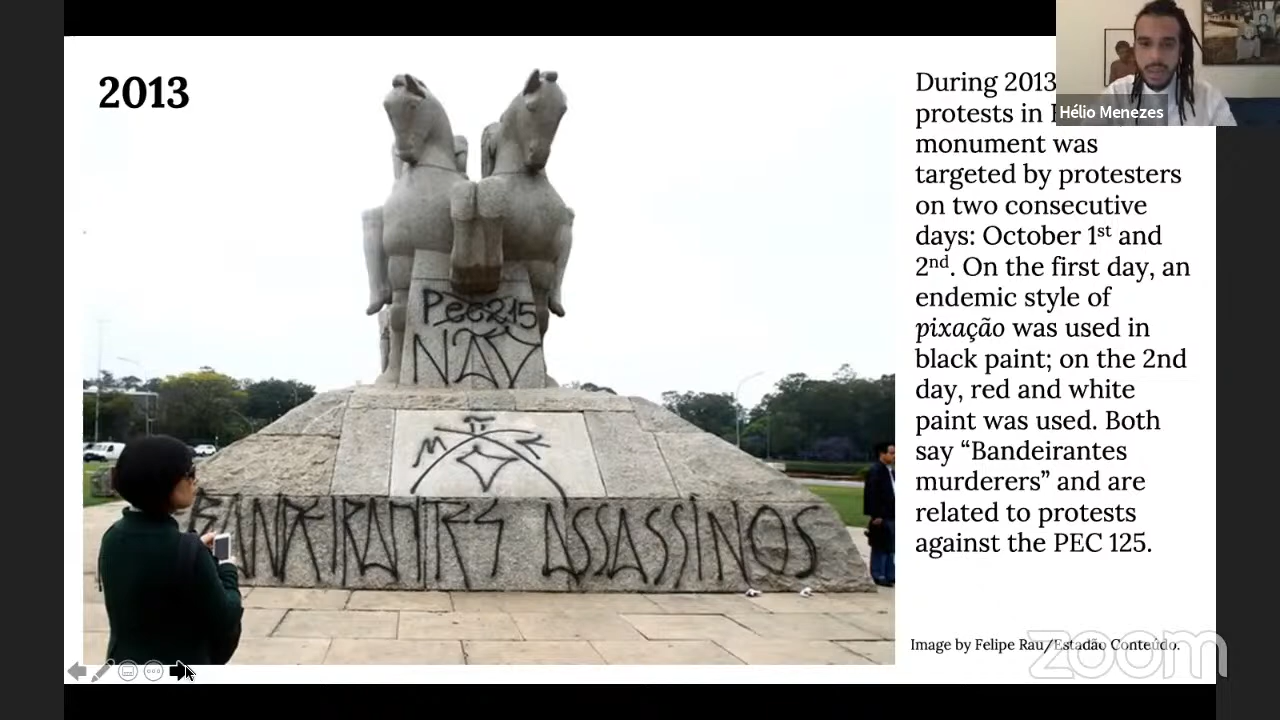 2013
During 2013
protests in
monument was
targeted by protesters
on two consecutive
days: October 1st and
2nd. On the first day, an
endemic style of
pixação was used in
black paint; on the 2nd
day, red and white
paint was used. Both
say “Bandeirantes
murderers” and are
related to protests
against the PEC 125.
Image by Felipe Rau/Estadão Conteúdo.
Hélio Menezes
Pec215
NÃO
BANDEIRANTES ASSASSINOS
zoom